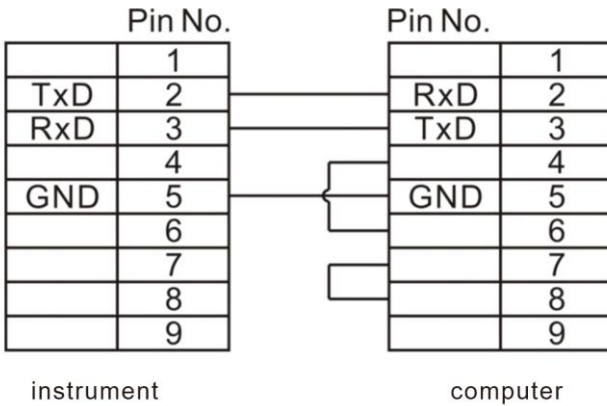 Pin No. Pin No.
1 1
TxD 2 RxD 2
RxD 3 TxD 3
4 4
GND 5 GND 5
6 6
7 7
8 8
9 9
instrument computer